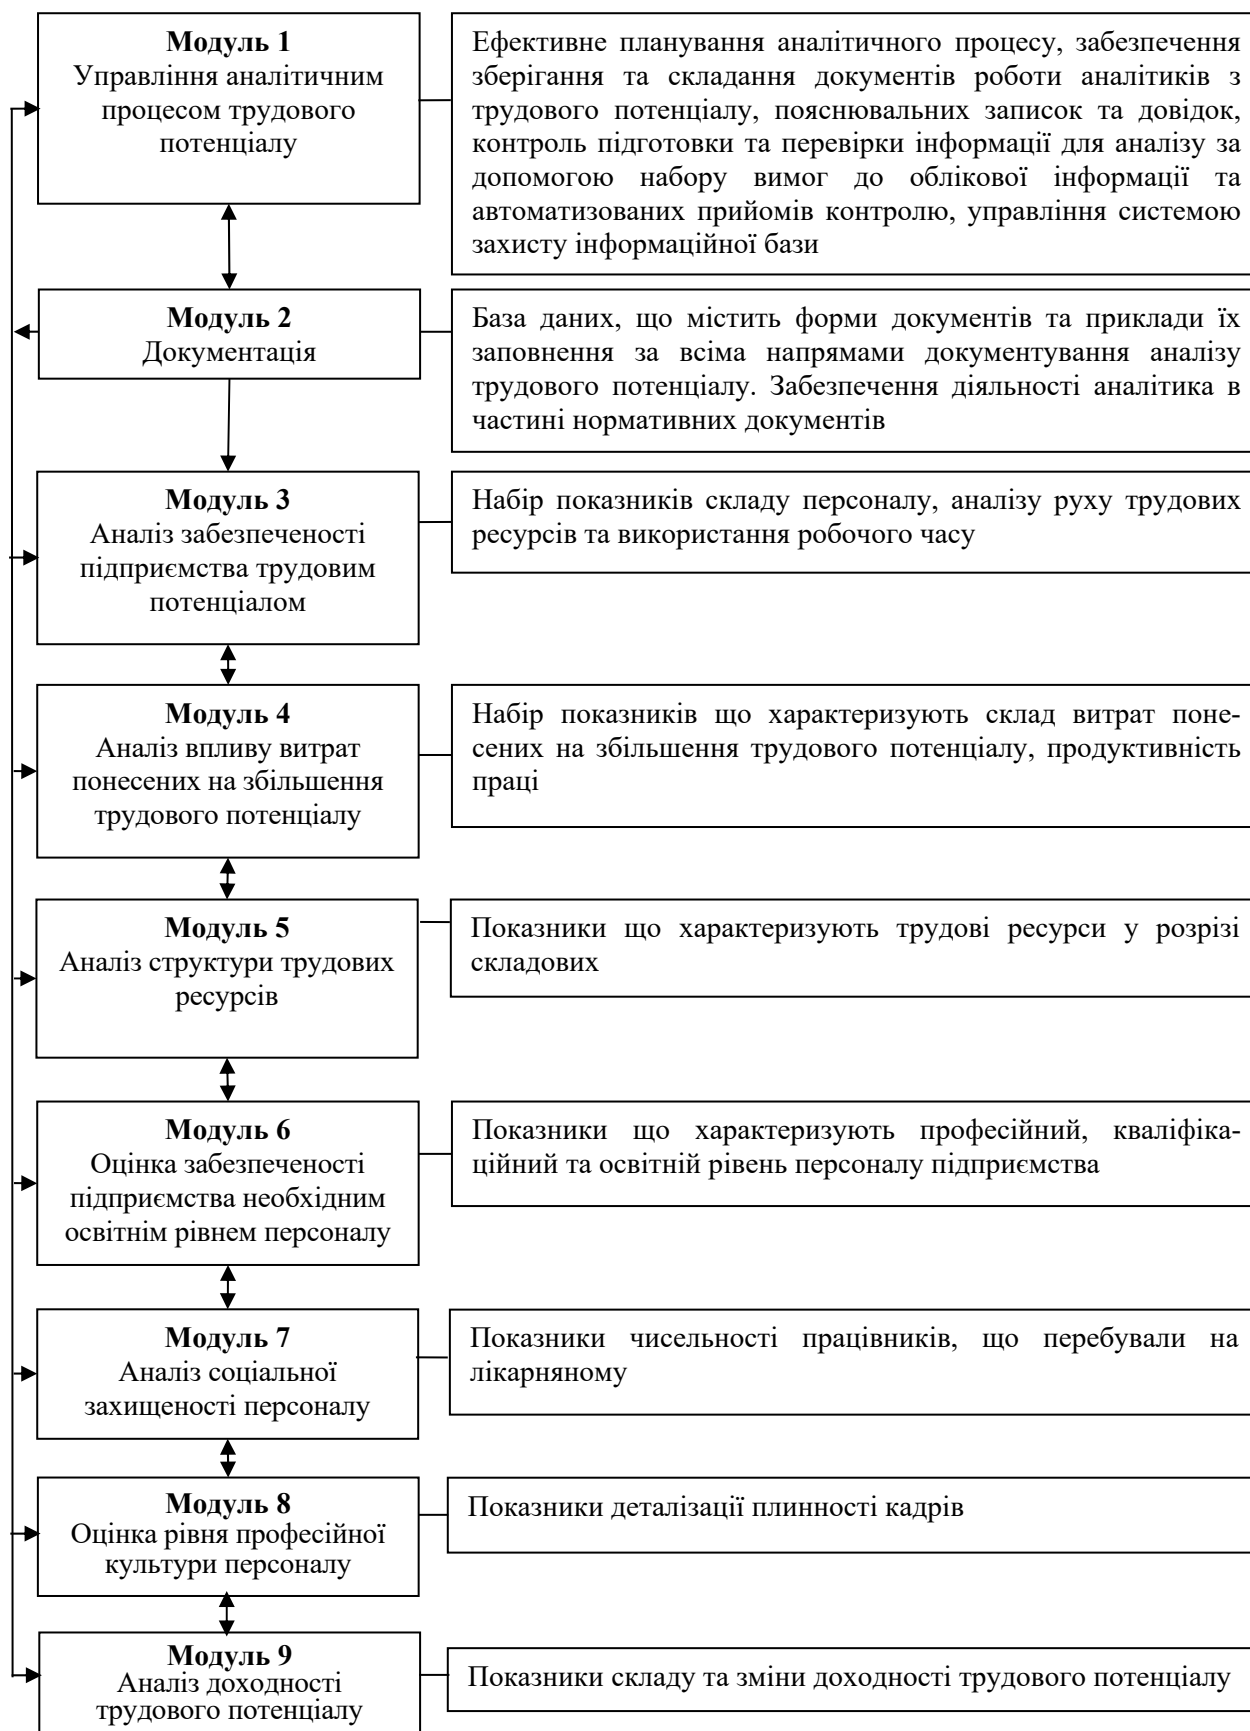 Модуль 1
Управління аналітичним
процесом трудового
потенціалу
Ефективне планування аналітичного процесу, забезпечення
зберігання та складання документів роботи аналітиків з
трудового потенціалу, пояснювальних записок та довідок,
контроль підготовки та перевірки інформації для аналізу за
допомогою набору вимог до облікової інформації та
автоматизованих прийомів контролю, управління системою
захисту інформаційної бази
Модуль 2
Документація
База даних, що містить форми документів та приклади їх
заповнення за всіма напрямами документування аналізу
трудового потенціалу. Забезпечення діяльності аналітика в
частині нормативних документів
Модуль 3
Аналіз забезпеченості
підприємства трудовим
потенціалом
Набір показників складу персоналу, аналізу руху трудових
ресурсів та використання робочого часу
Модуль 4
Аналіз впливу витрат
понесених на збільшення
трудового потенціалу
Набір показників що характеризують склад витрат поне-
сених на збільшення трудового потенціалу, продуктивність
праці
Модуль 5
Аналіз структури трудових
ресурсів
Показники що характеризують трудові ресурси у розрізі
складових
Модуль 6
Оцінка забезпеченості
підприємства необхідним
освітнім рівнем персоналу
Показники що характеризують професійний, кваліфіка-
ційний та освітній рівень персоналу підприємства
Модуль 7
Аналіз соціальної
захищеності персоналу
Показники чисельності працівників, що перебували на
лікарняному
Модуль 8
Оцінка рівня професійної
культури персоналу
Показники деталізації плинності кадрів
Модуль 9
Аналіз доходності
трудового потенціалу
Показники складу та зміни доходності трудового потенціалу